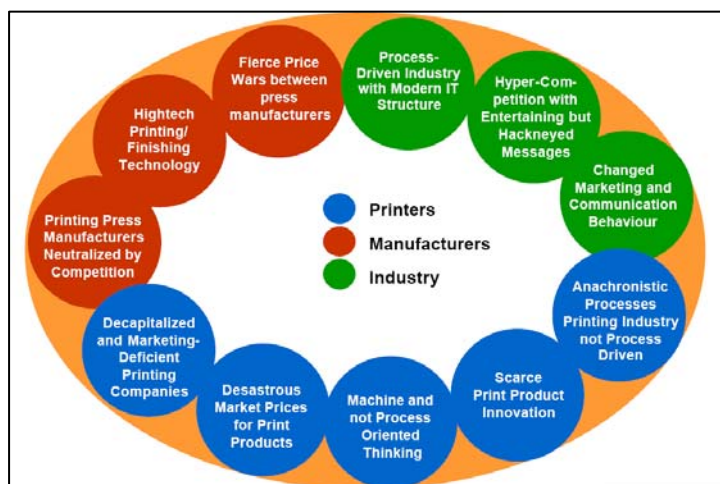 Fierce Price
Wars between
press
manufacturers
Process-
Driven Industry
with Modern IT
Structure
Hyper-Com-
petition with
Entertaining but
Hackneyed
Messages
Hightech
Printing/
Finishing
Technology
Changed
Marketing and
Communication
Behaviour
Printing Press
Manufacturers
Neutralized by
Competition
Printers
Manufacturers
Industry
Anachronistic
Processes
Printing Industry
not Process
Driven
Decapitalized
and Marketing-
Deficient
Printing
Companies
Desastrous
Market Prices
for Print
Products
Machine and
not Process
Oriented
Thinking
Scarce
Print Product
Innovation